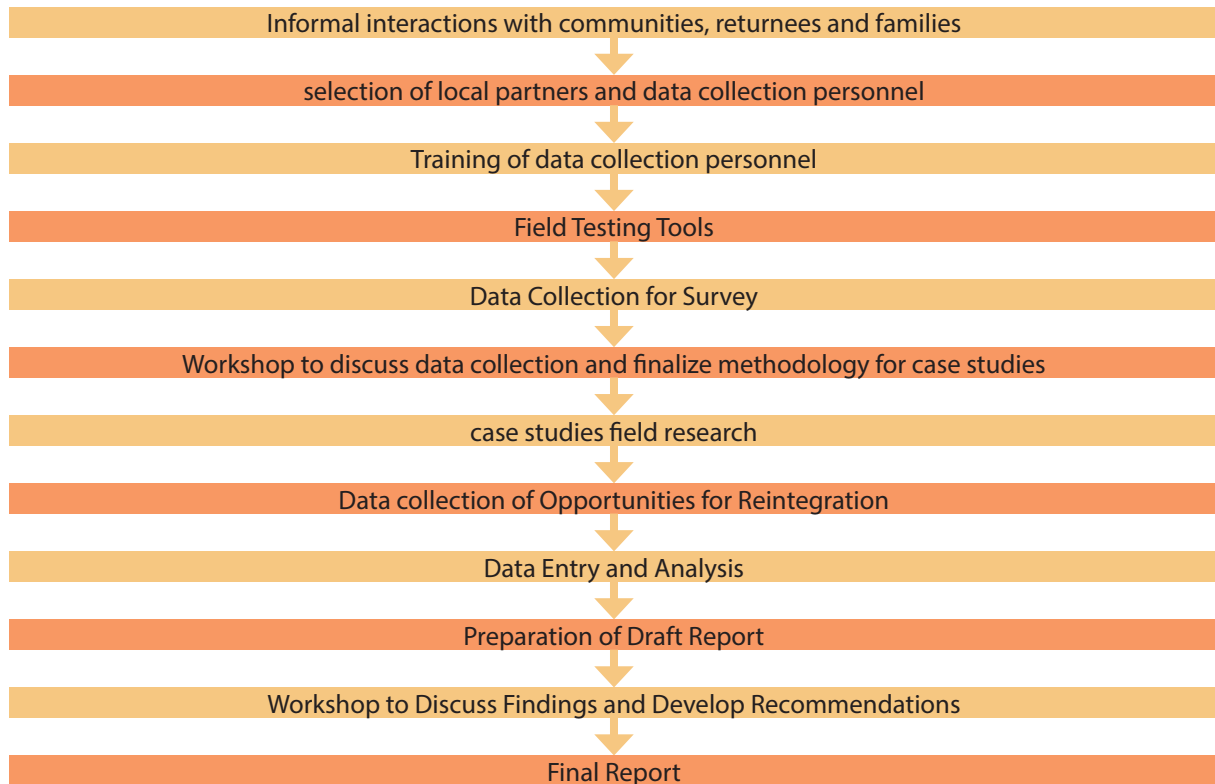 Informal interactions with communities, returnees and families
selection of local partners and data collection personnel
Training of data collection personnel
Field Testing Tools
Data Collection for Survey
Workshop to discuss data collection and finalize methodology for case studies
case studies field research
Data collection of Opportunities for Reintegration
Data Entry and Analysis
Preparation of Draft Report
Workshop to Discuss Findings and Develop Recommendations
Final Report